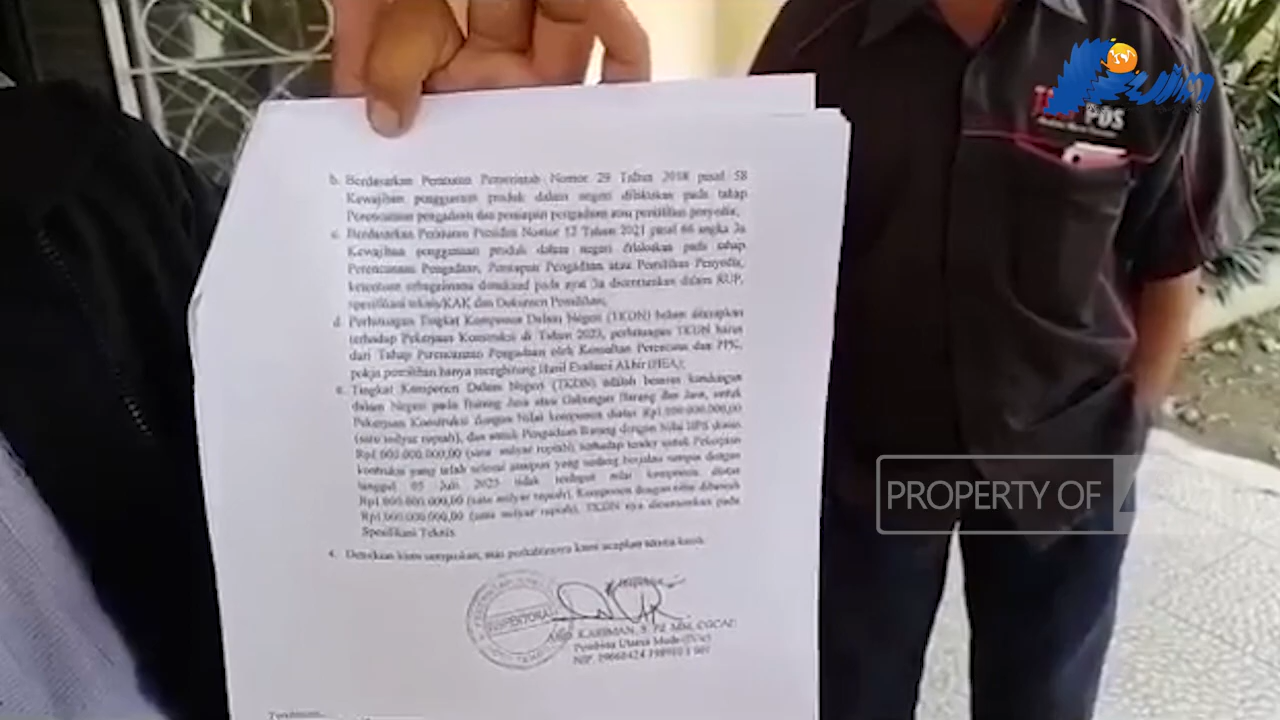 b. Berdasarkan Peraturan Pemerintah Nomor 29 Tahun 2018 pasal 58
Kewajiban penggunaan produk dalam negeri dilakukan pada tahap
Perencanaan pengadaan dan persiapan pengadaan atau pemilihan penyedia;
c. Berdasarkan Peraturan Presiden Nomor 12 Tahun 2021 pasal 66 angka 3a
Kewajiban penggunaan produk dalam negeri dilakukan pada tahap
Perencanaan Pengadaan, Persiapan Pengadaan atau Pemilihan Penyedia,
ketentuan sebagaimana dimaksud pada ayat 3a dicantumkan dalam RUP,
spesifikasi teknis/KAK dan Dokumen Pemilihan;
d. Perhitungan Tingkat Komponen Dalam Negeri (TKDN) belum diterapkan
terhadap Pekerjaan Konstruksi di Tahun 2023, perhitungan TKDN harus
dari Tahap Perencanaan Pengadaan oleh Konsultan Perencana dan PPK,
pokja pemilihan hanya menghitung Hasil Evaluasi Akhir (HEA);
e. Tingkat Komponen Dalam Negeri (TKDN) adalah besaran kandungan
dalam Negeri pada Barang Jasa atau Gabungan Barang dan Jasa, untuk
Pekerjaan Konstruksi dengan Nilai komponen diatas Rp1.000.000.000,00
(satu milyar rupiah), dan untuk Pengadaan Barang dengan Nilai HPS diatas
Rp1.000.000.000,00 (satu milyar rupiah), terhadap tender untuk Pekerjaan
kontruksi yang telah selesai ataupun yang sedang berjalan sampai dengan
tanggal 05 Juli 2023 tidak terdapat nilai komponen diatas
Rp1.000.000.000,00 (satu milyar rupiah), Komponen dengan nilai dibawah
Rp1.000.000.000,00 (satu milyar rupiah), TKDN nya dicantumkan pada
Spesifikasi Teknis.
4. Demikian kami sampaikan, atas perhatiannya kami ucapkan terima kasih.
INSPEKTORAT
KARIMAN, S. Pd, MM, CGCAE
Pembina Utama Muda (IV/c)
NIP.
Tembusan
POS
PROPERTY OF